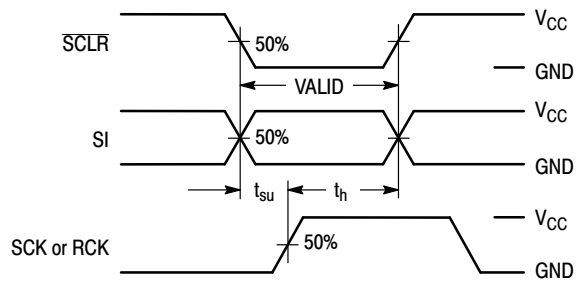 V_CC
SCLR
50%
GND
VALID
V_CC
SI
50%
GND
t_su
t_h
V_CC
SCK or RCK
50%
GND